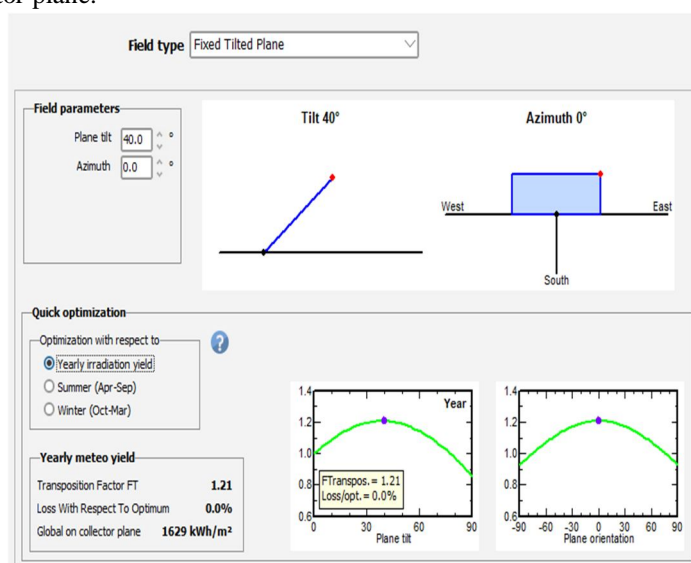 tor plane.
Field type Fixed Tilted Plane
Field parameters
Plane tilt 40.0 °
Azimuth 0.0 °
Tilt 40°
Azimuth 0°
West
East
South
Quick optimization
Optimization with respect to
Yearly irradiation yield
Summer (Apr-Sep)
Winter (Oct-Mar)
?
Yearly meteo yield
Transposition Factor FT 1.21
Loss With Respect To Optimum 0.0%
Global on collector plane 1629 kWh/m²
Year
1.4
1.2
1.0
0.8
0.6
FTranspos. = 1.21
Loss/opt. = 0.0%
0 30 60 90
Plane tilt
1.4
1.2
1.0
0.8
0.6
-90 -60 -30 0 30 60 90
Plane orientation